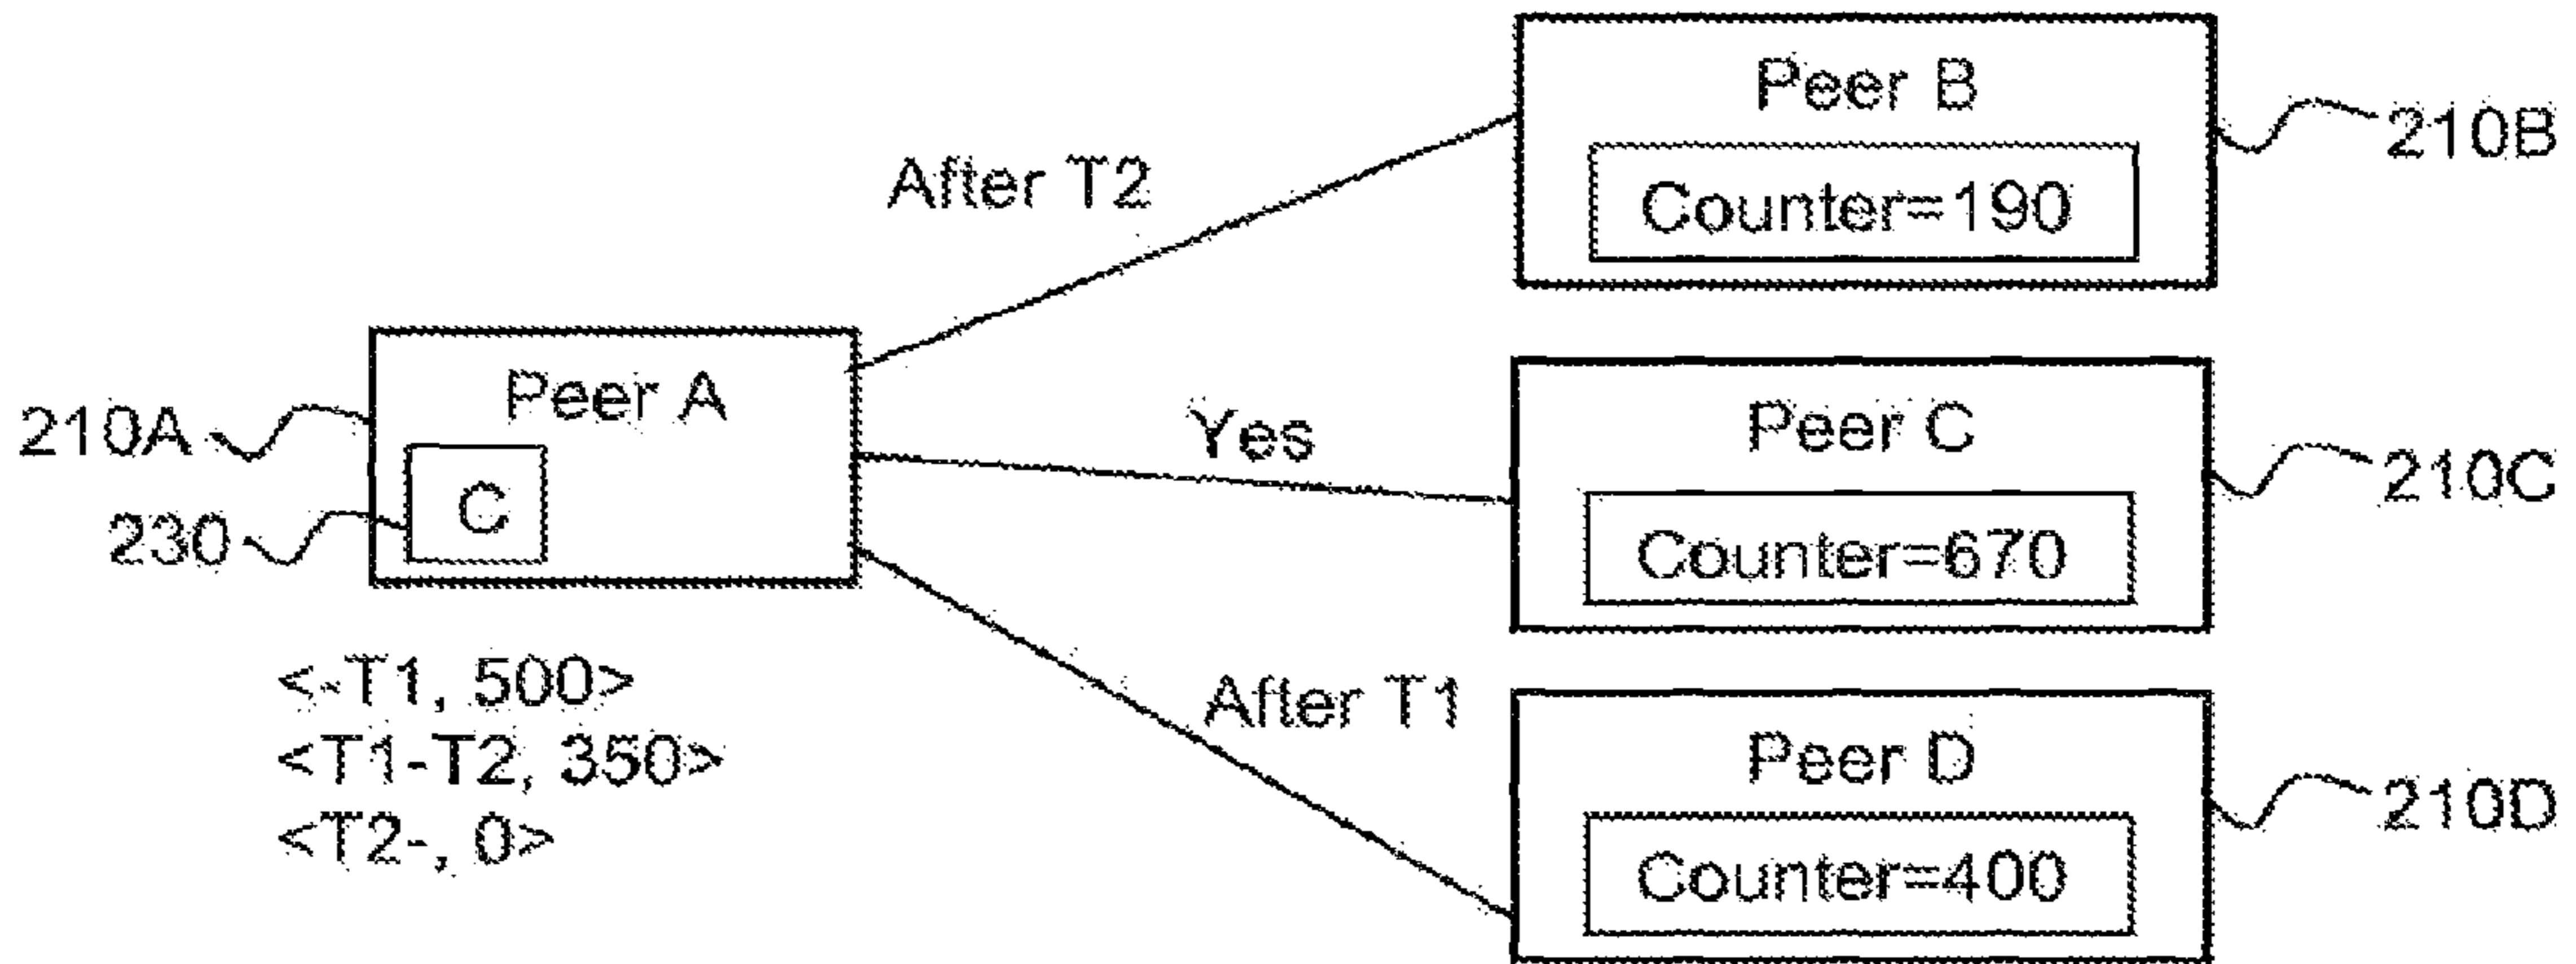 Peer B
Counter=190
210B
After T2
Peer A
210A
C
230
Yes
Peer C
Counter=670
210C
<-T1, 500>
<T1-T2, 350>
<T2-, 0>
After T1
Peer D
Counter=400
210D